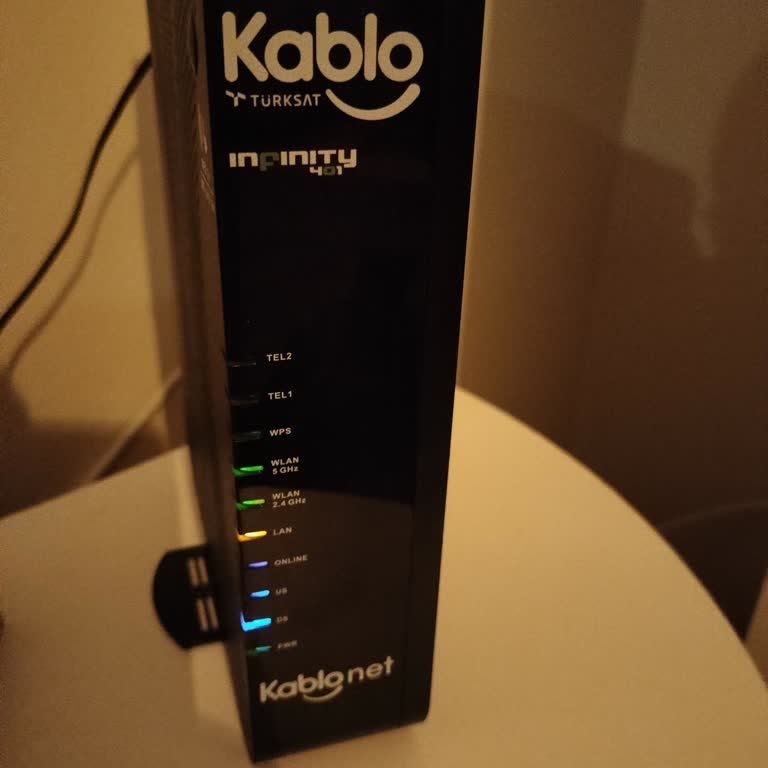 Kablo
TÜRKSAT
INFINITY
401
TEL2
TEL1
WPS
WLAN
5 GHz
WLAN
2.4 GHz
LAN
ONLINE
US
DS
PWR
Kablonet